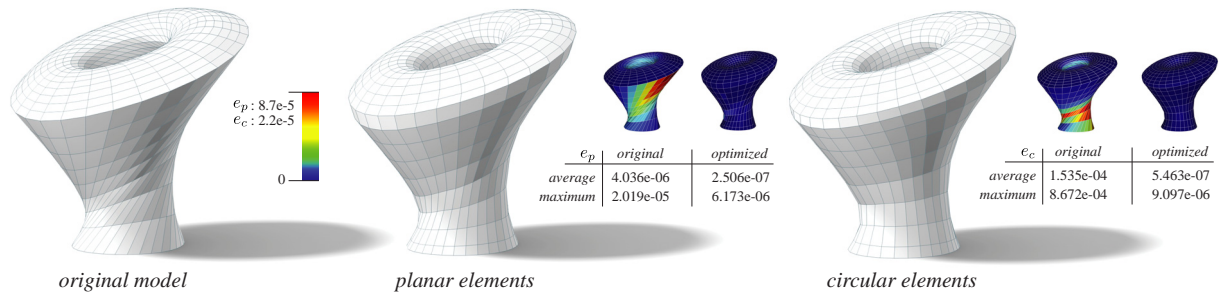 e_p : 8.7e-5
e_c : 2.2e-5
0
original model
planar elements
e_p original optimized
average 4.036e-06 2.506e-07
maximum 2.019e-05 6.173e-06
circular elements
e_c original optimized
average 1.535e-04 5.463e-07
maximum 8.672e-04 9.097e-06